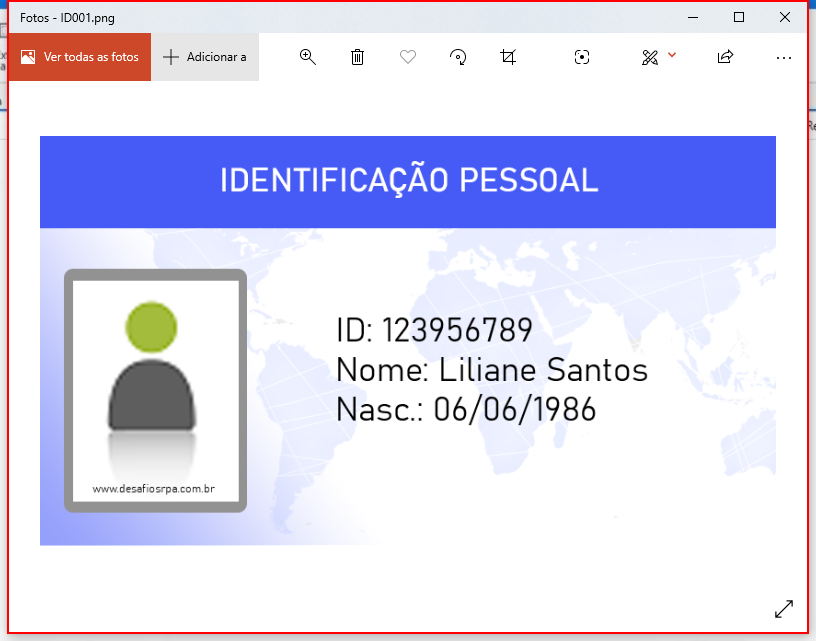 Fotos - ID001.png
Ver todas as fotos
Adicionar a
IDENTIFICAÇÃO PESSOAL
ID: 123956789
Nome: Liliane Santos
Nasc.: 06/06/1986
www.desafiosrpa.com.br